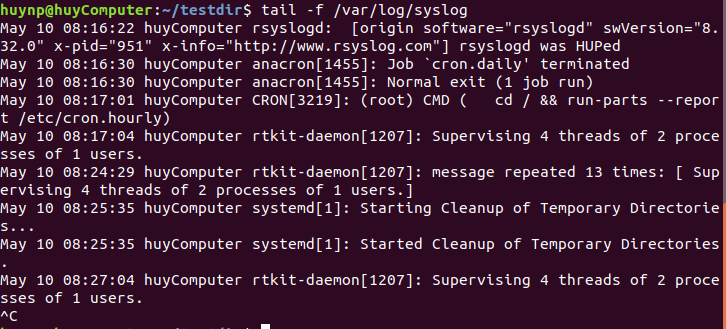 huynp@huyComputer:~/testdir$ tail -f /var/log/syslog
May 10 08:16:22 huyComputer rsyslogd:  [origin software="rsyslogd" swVersion="8.
32.0" x-pid="951" x-info="http://www.rsyslog.com"] rsyslogd was HUPed
May 10 08:16:30 huyComputer anacron[1455]: Job `cron.daily' terminated
May 10 08:16:30 huyComputer anacron[1455]: Normal exit (1 job run)
May 10 08:17:01 huyComputer CRON[3219]: (root) CMD (   cd / && run-parts --repor
t /etc/cron.hourly)
May 10 08:17:04 huyComputer rtkit-daemon[1207]: Supervising 4 threads of 2 proce
sses of 1 users.
May 10 08:24:29 huyComputer rtkit-daemon[1207]: message repeated 13 times: [ Sup
ervising 4 threads of 2 processes of 1 users.]
May 10 08:25:35 huyComputer systemd[1]: Starting Cleanup of Temporary Directorie
s...
May 10 08:25:35 huyComputer systemd[1]: Started Cleanup of Temporary Directories
.
May 10 08:27:04 huyComputer rtkit-daemon[1207]: Supervising 4 threads of 2 proce
sses of 1 users.
^C